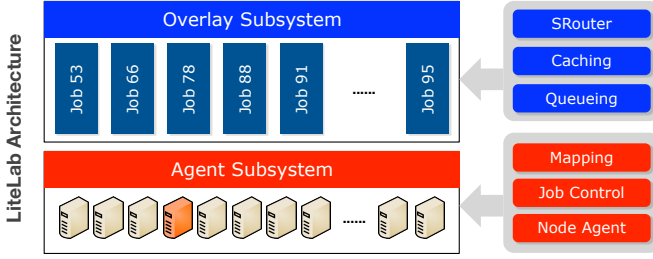 LiteLab Architecture
Overlay Subsystem
Job 53
Job 66
Job 78
Job 88
Job 91
......
Job 95
SRouter
Caching
Queueing
Agent Subsystem
......
Mapping
Job Control
Node Agent